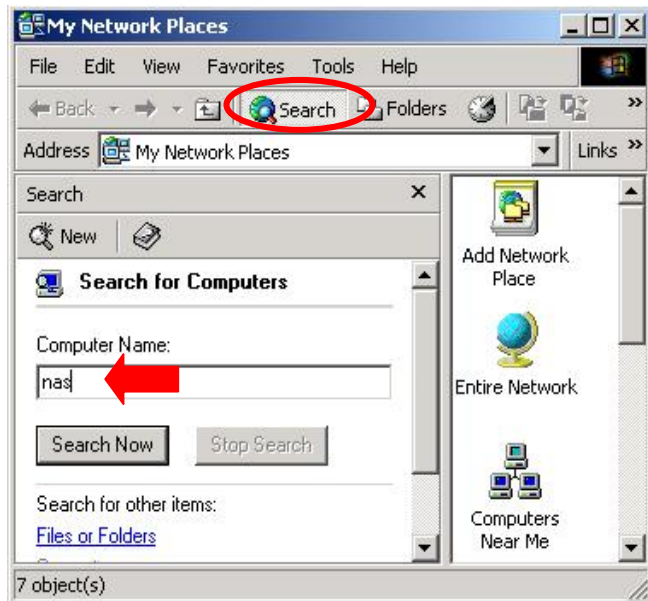 My Network Places
File Edit View Favorites Tools Help
Back Search Folders »
Address My Network Places Links »
Search
New
Search for Computers
Computer Name:
nas
Search Now Stop Search
Search for other items:
Files or Folders
Add Network
Place
Entire Network
Computers
Near Me
7 object(s)